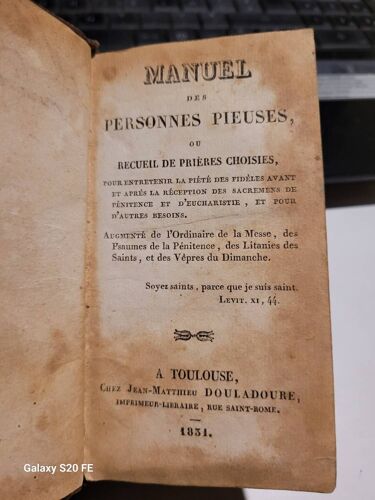 MANUEL
DES
PERSONNES PIEUSES,
OU
RECUEIL DE PRIÈRES CHOISIES,
POUR ENTRETENIR LA PIÉTÉ DES FIDÈLES AVANT
ET APRÈS LA RÉCEPTION DES SACREMENS DE
PÉNITENCE ET D'EUCHARISTIE, ET POUR
D'AUTRES BESOINS.
AUGMENTÉ de l'Ordinaire de la Messe, des
Psaumes de la Pénitence, des Litanies des
Saints, et des Vêpres du Dimanche.
Soyez saints, parce que je suis saint.
LEVIT. XI, 44.
A TOULOUSE,
CHEZ JEAN-MATTHIEU DOULADOURE,
IMPRIMEUR-LIBRAIRE, RUE SAINT-ROME.
1831.
Galaxy S20 FE